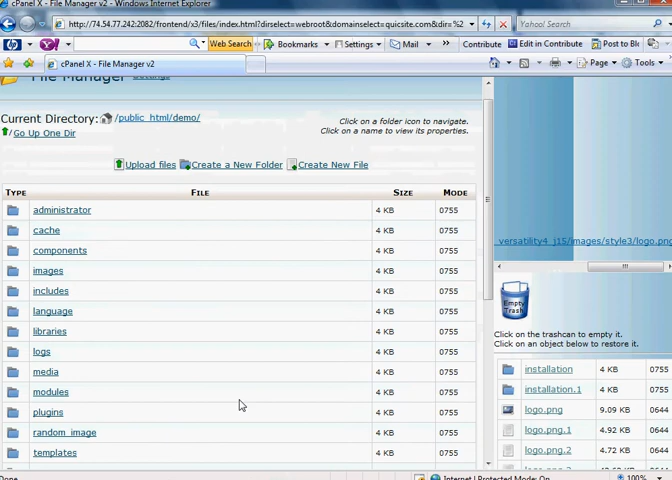 cPanel X - File Manager v2 - Windows Internet Explorer
http://74.54.77.242:2082/frontend/x3/files/index.html?dirselect=webroot&domainselect=quicsite.com&dir=%2
Yahoo! Search
Web Search
Bookmarks
Settings
Mail
Contribute
Edit in Contribute
Post to Blo
cPanel X - File Manager v2
Page
Tools
File Manager
Settings
Current Directory: /public_html/demo/
Click on a folder icon to navigate.
Click on a name to view its properties.
/Go Up One Dir
Upload files
Create a New Folder
Create New File
TYPE FILE SIZE MODE
administrator 4 KB 0755
cache 4 KB 0755
components 4 KB 0755
images 4 KB 0755
includes 4 KB 0755
language 4 KB 0755
libraries 4 KB 0755
logs 4 KB 0755
media 4 KB 0755
modules 4 KB 0755
plugins 4 KB 0755
random_image 4 KB 0755
templates 4 KB 0755
_versatility4_j15/images/style3/logo.png
Empty Trash
Click on the trashcan to empty it.
Click on an object below to restore it.
installation 4 KB 0755
installation.1 4 KB 0755
logo.png 9.09 KB 0644
logo.png.1 4.92 KB 0644
logo.png.2 4.72 KB 0644
Done
Internet | Protected Mode: On
100%